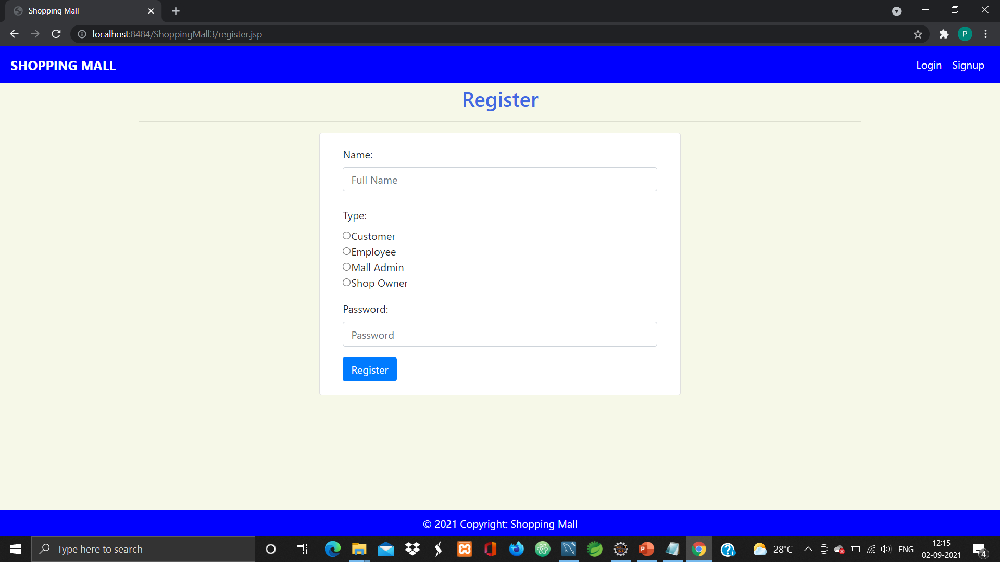 Shopping Mall
localhost:8484/ShoppingMall3/register.jsp
P
SHOPPING MALL
Login Signup
Register
Name:
Full Name
Type:
Customer
Employee
Mall Admin
Shop Owner
Password:
Password
Register
© 2021 Copyright: Shopping Mall
Type here to search
28°C
ENG
12:15
02-09-2021
4